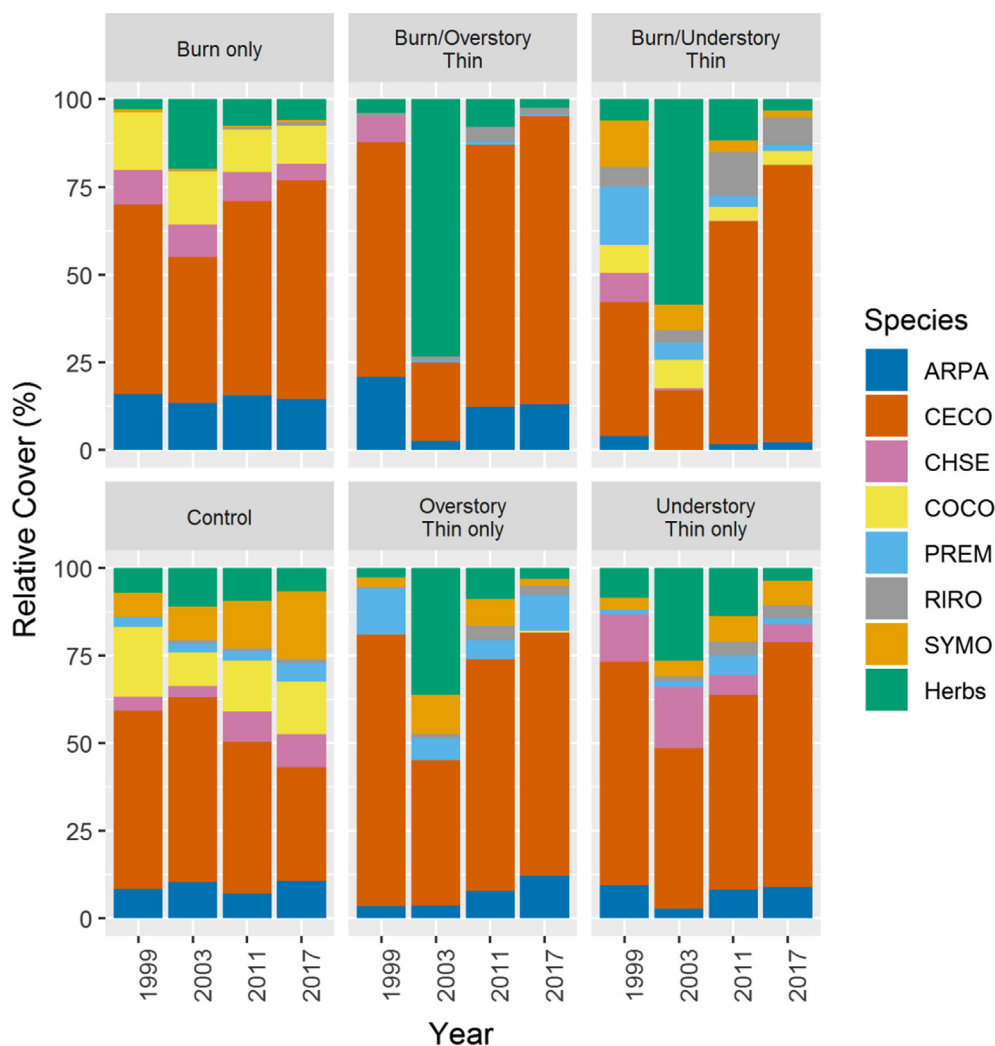 Burn only
Burn/Overstory
Thin
Burn/Understory
Thin
100
75
50
25
0
Control
Overstory
Thin only
Understory
Thin only
100
75
50
25
0
Relative Cover (%)
1999
2003
2011
2017
1999
2003
2011
2017
1999
2003
2011
2017
Year
Species
ARPA
CECO
CHSE
COCO
PREM
RIRO
SYMO
Herbs